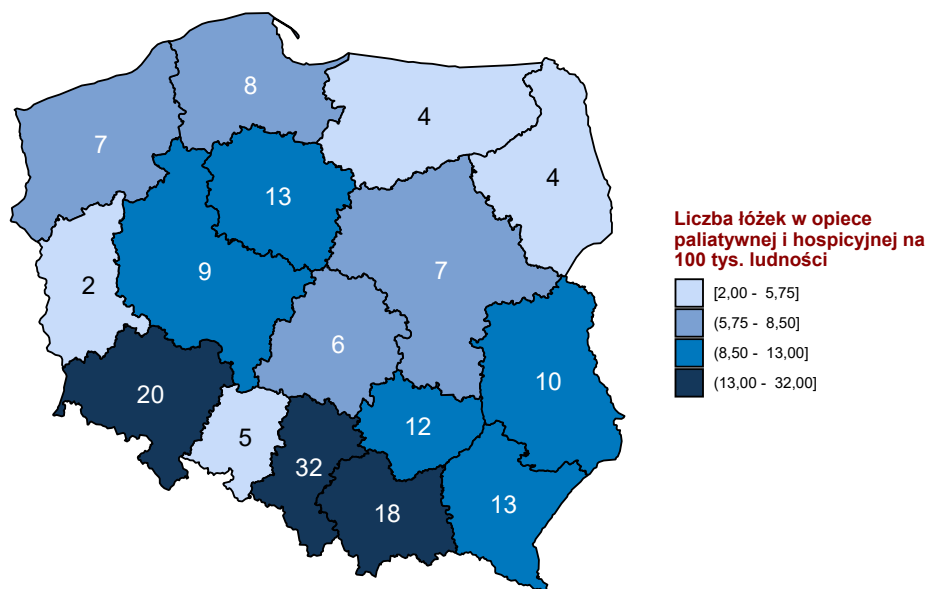 8
4
7
4
13
7
9
2
6
10
20
12
5
32
13
18
Liczba łóżek w opiece
paliatywnej i hospicyjnej na
100 tys. ludności
[2,00 - 5,75]
(5,75 - 8,50]
(8,50 - 13,00]
(13,00 - 32,00]